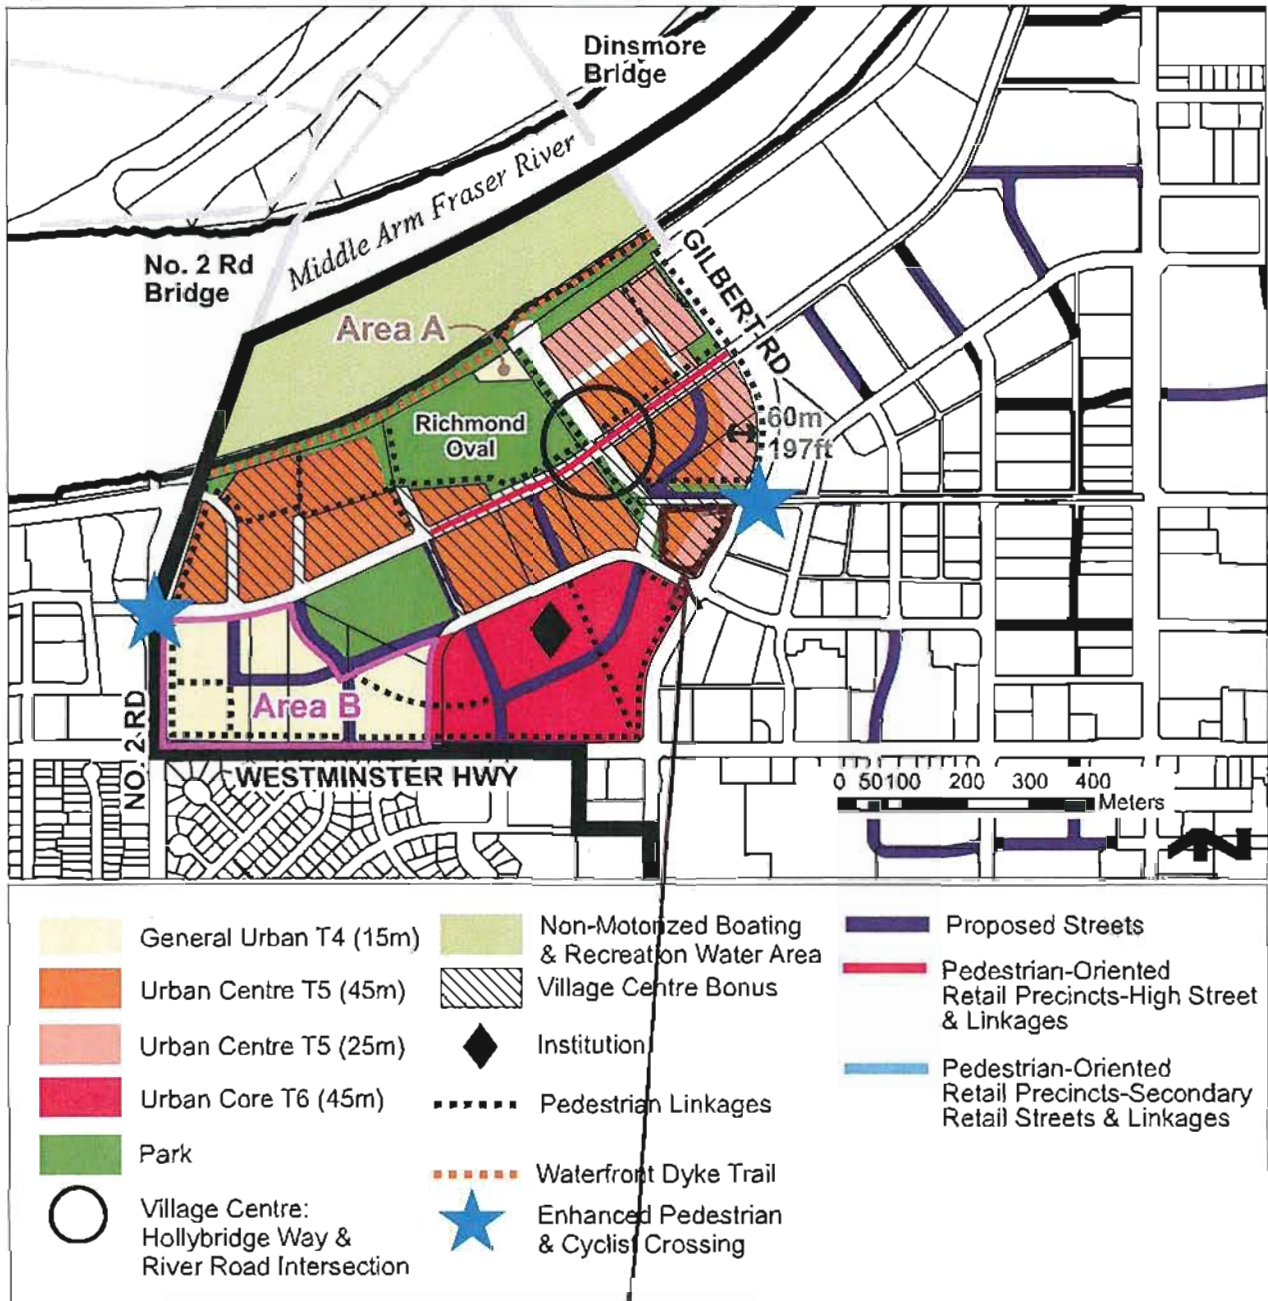 Dinsmore
Bridge
Middle Arm Fraser River
No. 2 Rd
Bridge
GILBERT RD
Area A
Richmond
Oval
60m
197ft
Area B
NO. 2 RD
WESTMINSTER HWY
0 50 100 200 300 400
Meters
General Urban T4 (15m)
Urban Centre T5 (45m)
Urban Centre T5 (25m)
Urban Core T6 (45m)
Park
Village Centre:
Hollybridge Way &
River Road Intersection
Non-Motorized Boating
& Recreation Water Area
Village Centre Bonus
Institution
Pedestrian Linkages
Waterfront Dyke Trail
Enhanced Pedestrian
& Cyclist Crossing
Proposed Streets
Pedestrian-Oriented
Retail Precincts-High Street
& Linkages
Pedestrian-Oriented
Retail Precincts-Secondary
Retail Streets & Linkages